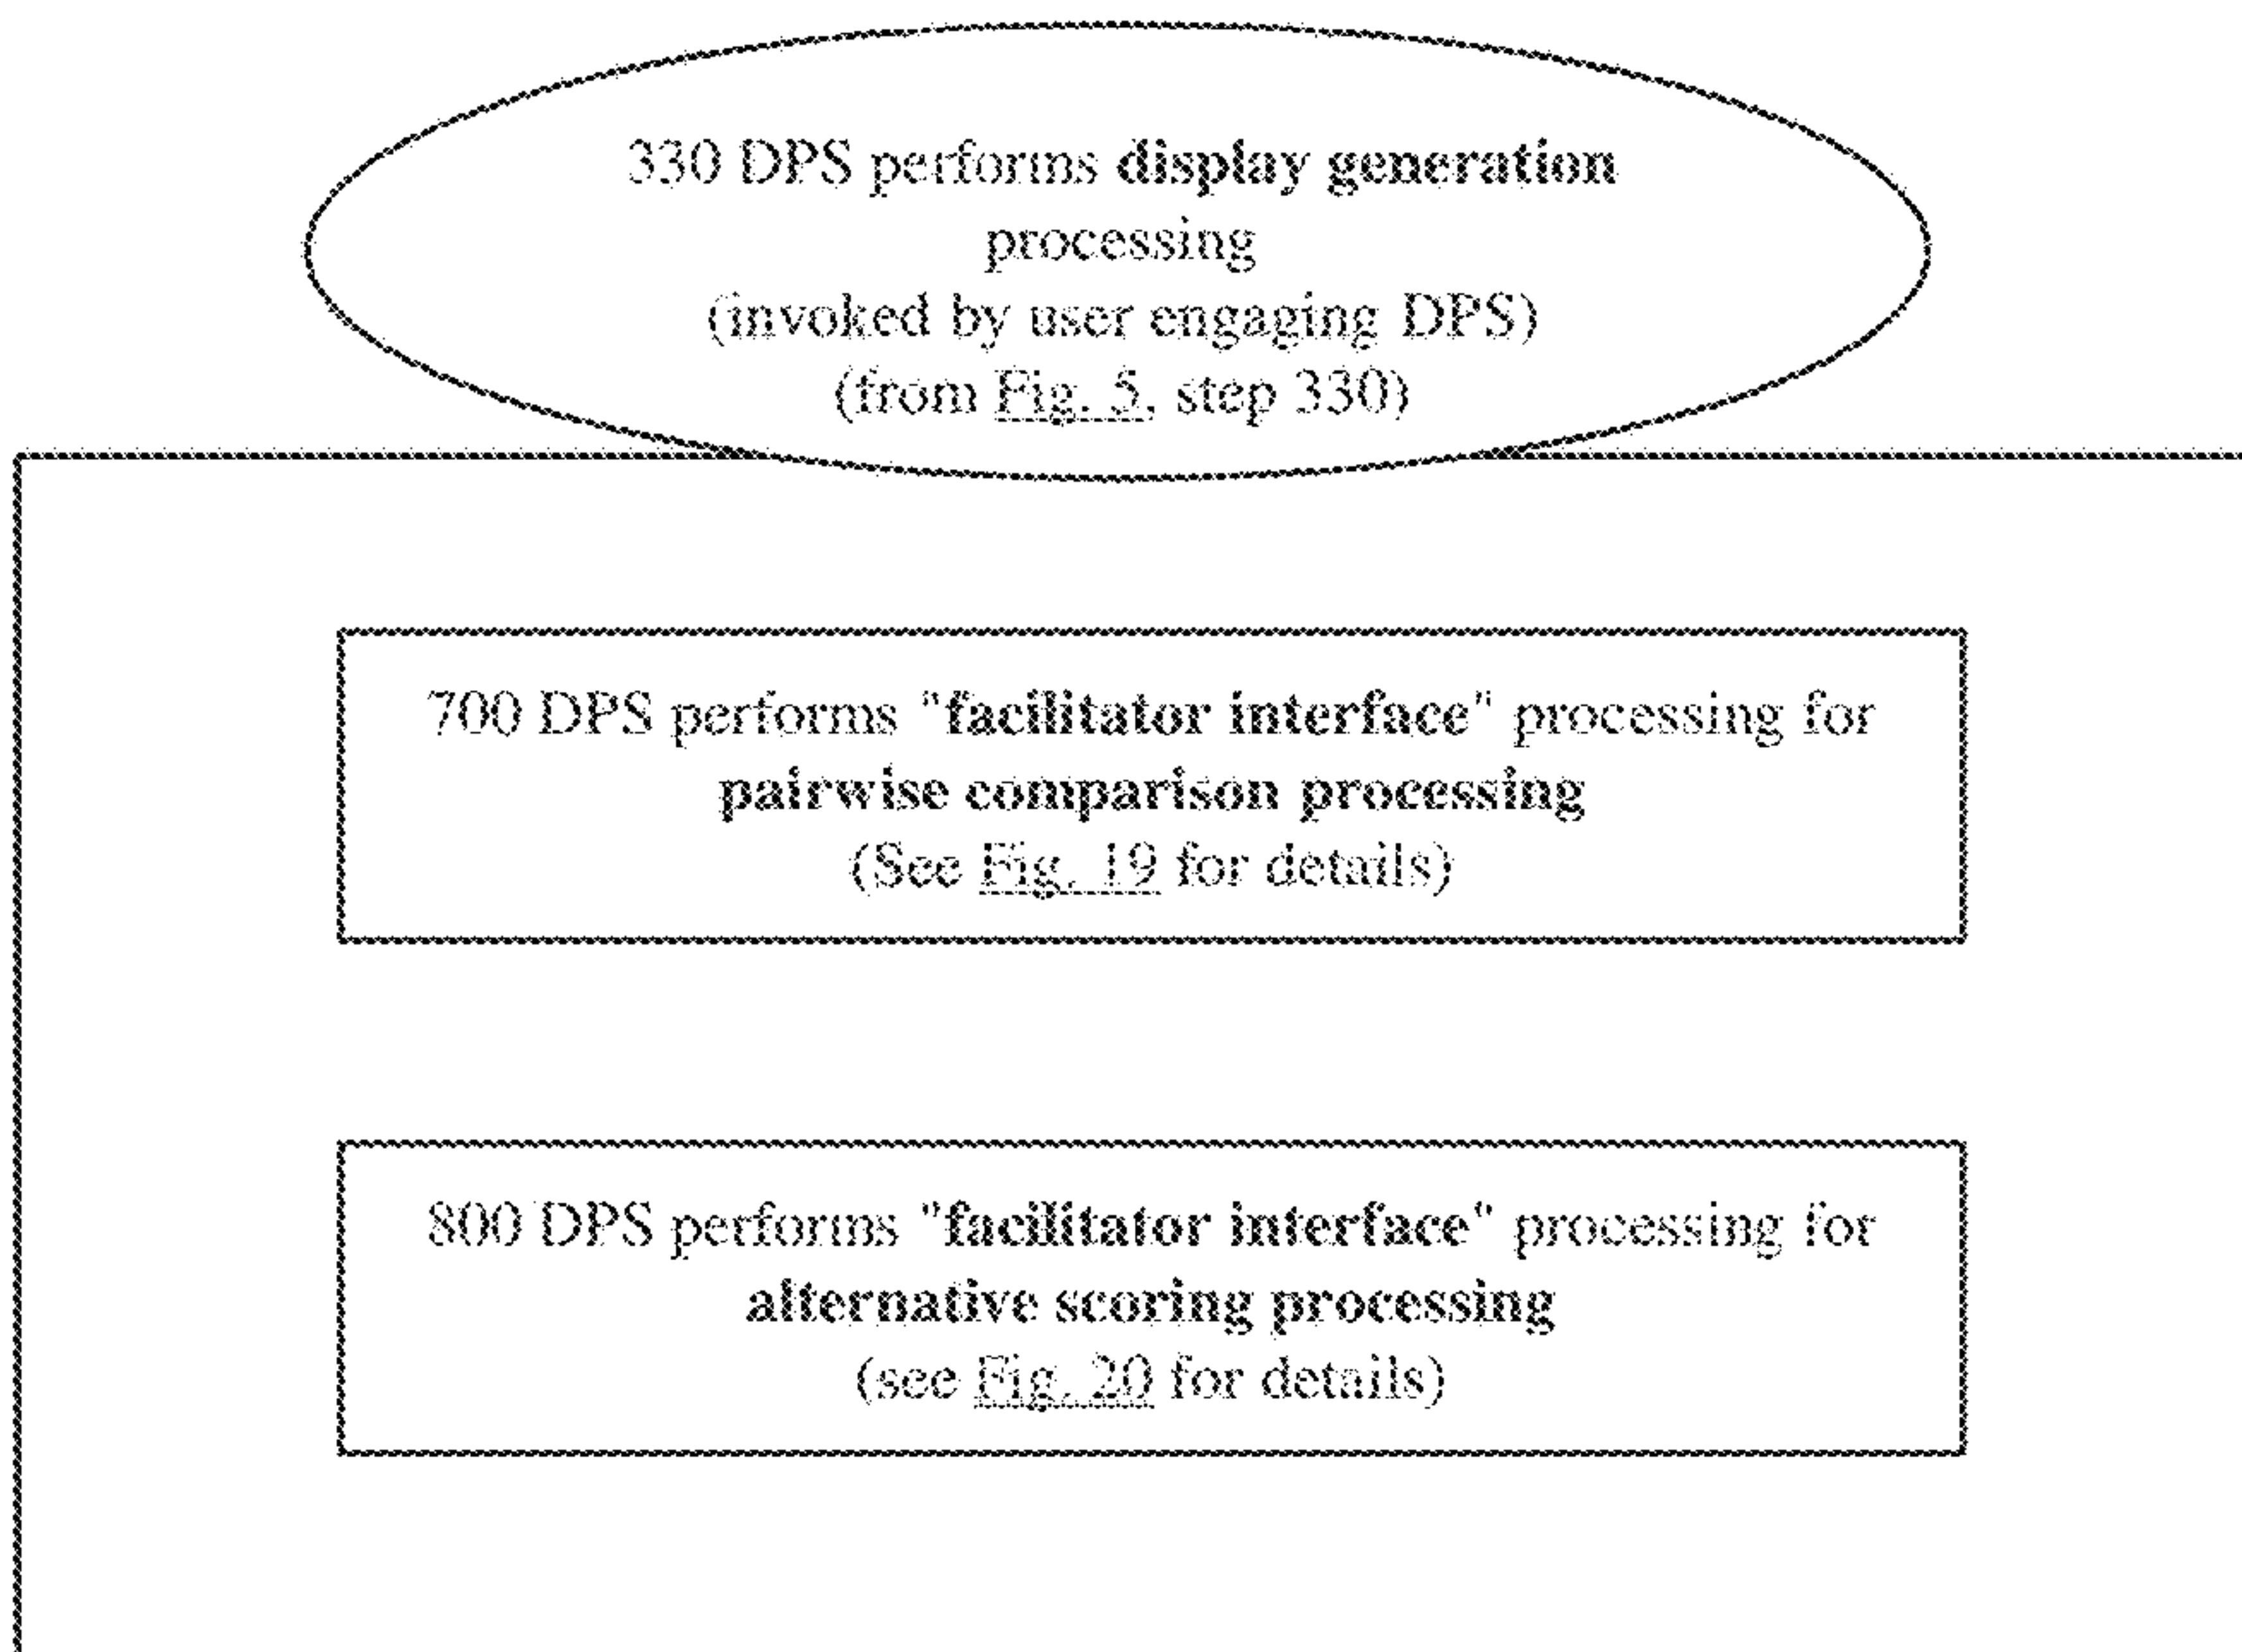 330 DPS performs display generation
processing
(invoked by user engaging DPS)
(from Fig. 5, step 330)
700 DPS performs "facilitator interface" processing for
pairwise comparison processing
(See Fig. 19 for details)
800 DPS performs "facilitator interface" processing for
alternative scoring processing
(see Fig. 20 for details)